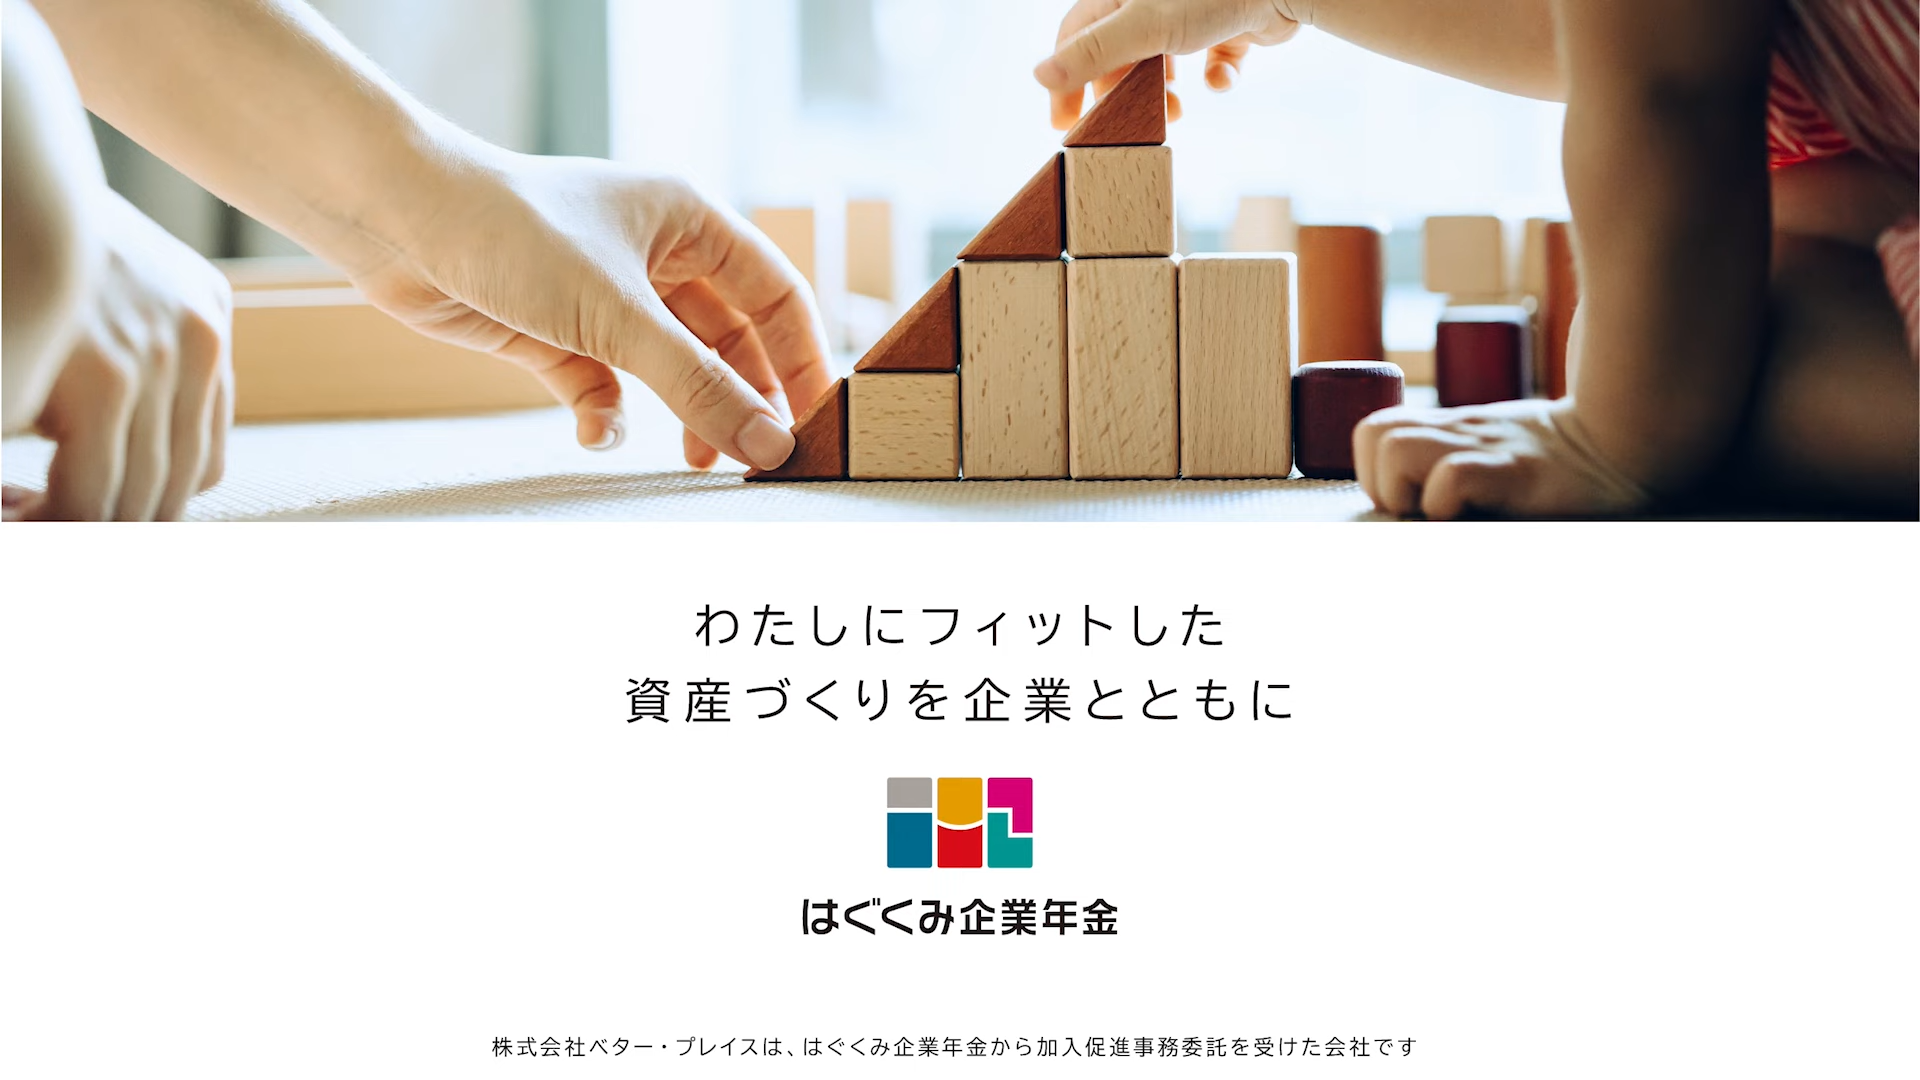 わたしにフィットした
資産づくりを企業とともに
はぐくみ企業年金
株式会社ベター・プレイスは、はぐくみ企業年金から加入促進事務委託を受けた会社です